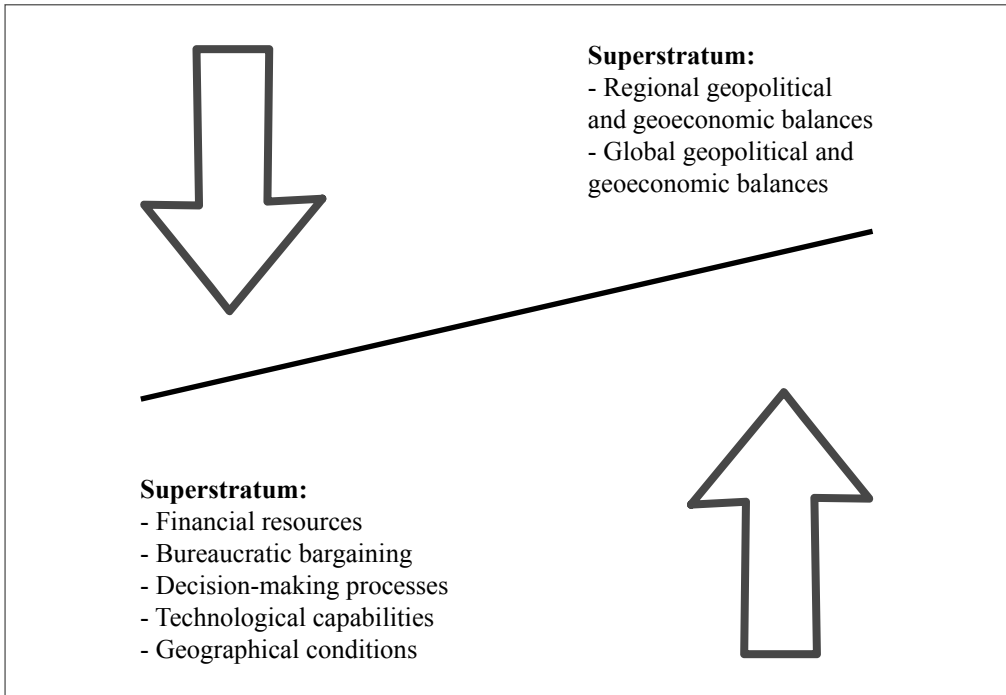 Superstratum:
- Regional geopolitical
and geoeconomic balances
- Global geopolitical and
geoeconomic balances
Superstratum:
- Financial resources
- Bureaucratic bargaining
- Decision-making processes
- Technological capabilities
- Geographical conditions